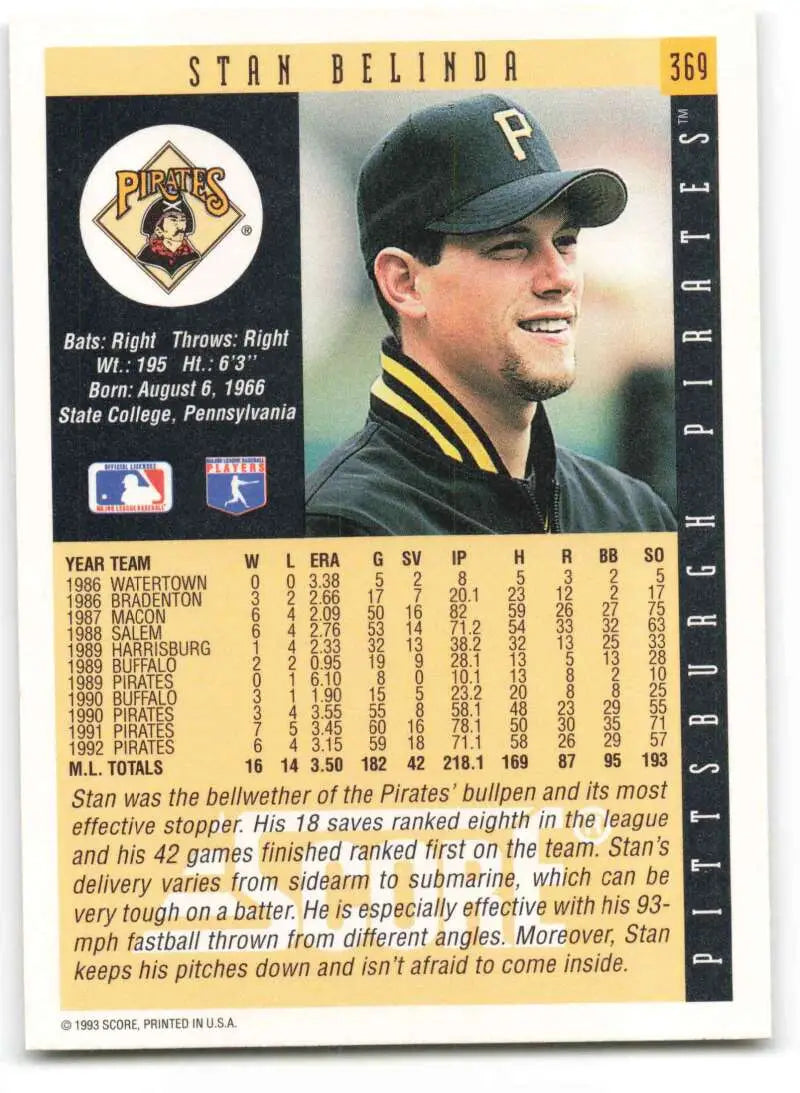 STAN BELINDA
369
PIRATES
®
P
Bats: Right Throws: Right
Wt.: 195 Ht.: 6'3"
Born: August 6, 1966
State College, Pennsylvania
OFFICIAL LICENSEE
MAJOR LEAGUE BASEBALL
MAJOR LEAGUE BASEBALL
PLAYERS
PITTSBURGH PIRATES™
YEAR TEAM W L ERA G SV IP H R BB SO
1986 WATERTOWN 0 0 3.38 5 2 8 5 3 2 5
1986 BRADENTON 3 2 2.66 17 7 20.1 23 12 2 17
1987 MACON 6 4 2.09 50 16 82 59 26 27 75
1988 SALEM 6 4 2.76 53 14 71.2 54 33 32 63
1989 HARRISBURG 1 4 2.33 32 13 38.2 32 13 25 33
1989 BUFFALO 2 2 0.95 19 9 28.1 13 5 13 28
1989 PIRATES 0 1 6.10 8 0 10.1 13 8 2 10
1990 BUFFALO 3 1 1.90 15 5 23.2 20 8 8 25
1990 PIRATES 3 4 3.55 55 8 58.1 48 23 29 55
1991 PIRATES 7 5 3.45 60 16 78.1 50 30 35 71
1992 PIRATES 6 4 3.15 59 18 71.1 58 26 29 57
M.L. TOTALS 16 14 3.50 182 42 218.1 169 87 95 193
SCORE®
Stan was the bellwether of the Pirates' bullpen and its most
effective stopper. His 18 saves ranked eighth in the league
and his 42 games finished ranked first on the team. Stan's
delivery varies from sidearm to submarine, which can be
very tough on a batter. He is especially effective with his 93-
mph fastball thrown from different angles. Moreover, Stan
keeps his pitches down and isn't afraid to come inside.
© 1993 SCORE, PRINTED IN U.S.A.